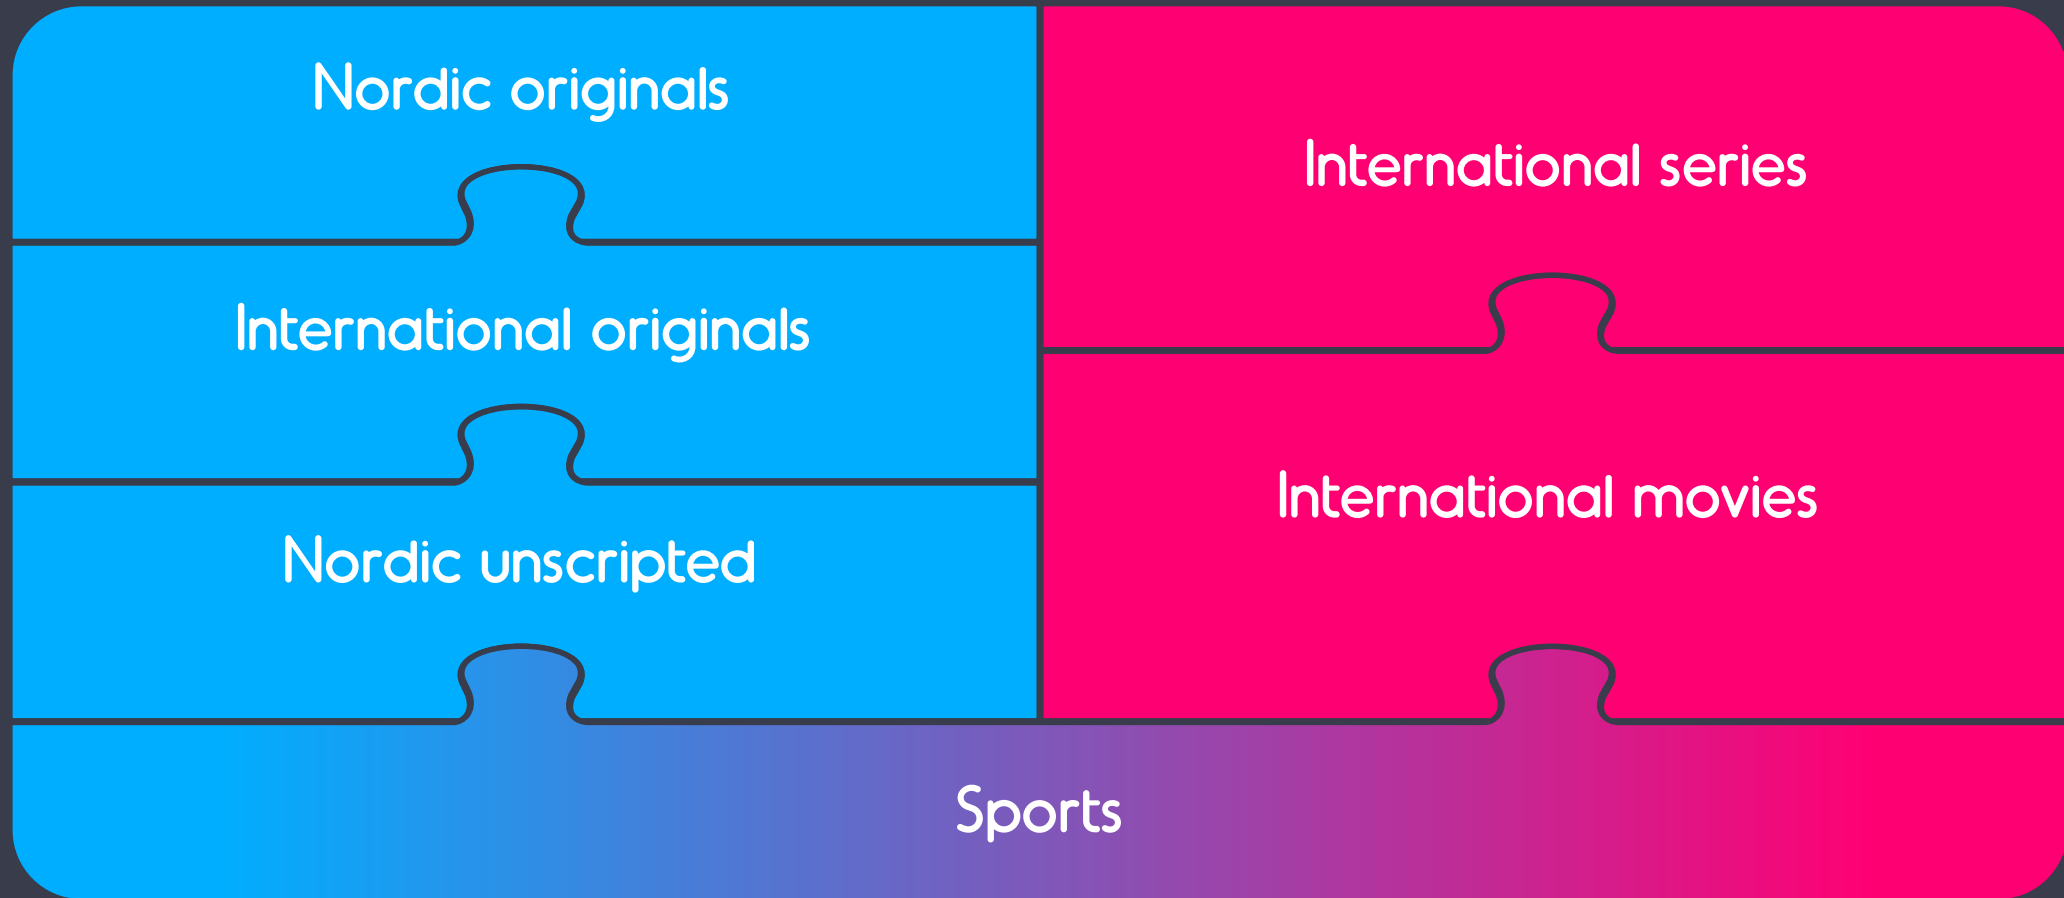 Nordic originals
International originals
Nordic unscripted
International series
International movies
Sports